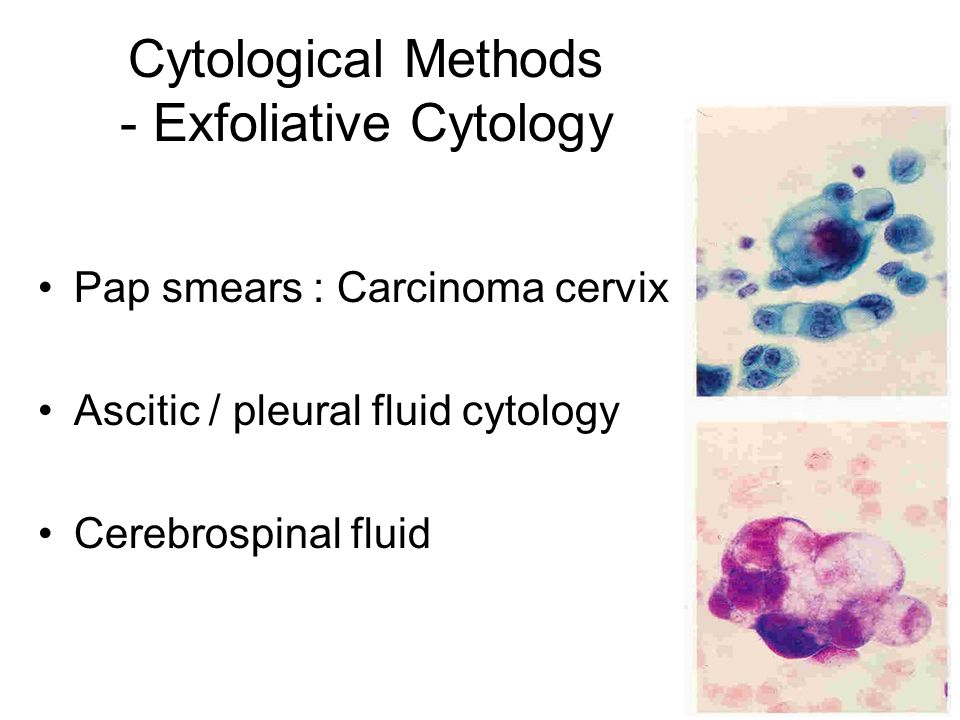 Cytological Methods
- Exfoliative Cytology
• Pap smears : Carcinoma cervix
• Ascitic / pleural fluid cytology
• Cerebrospinal fluid